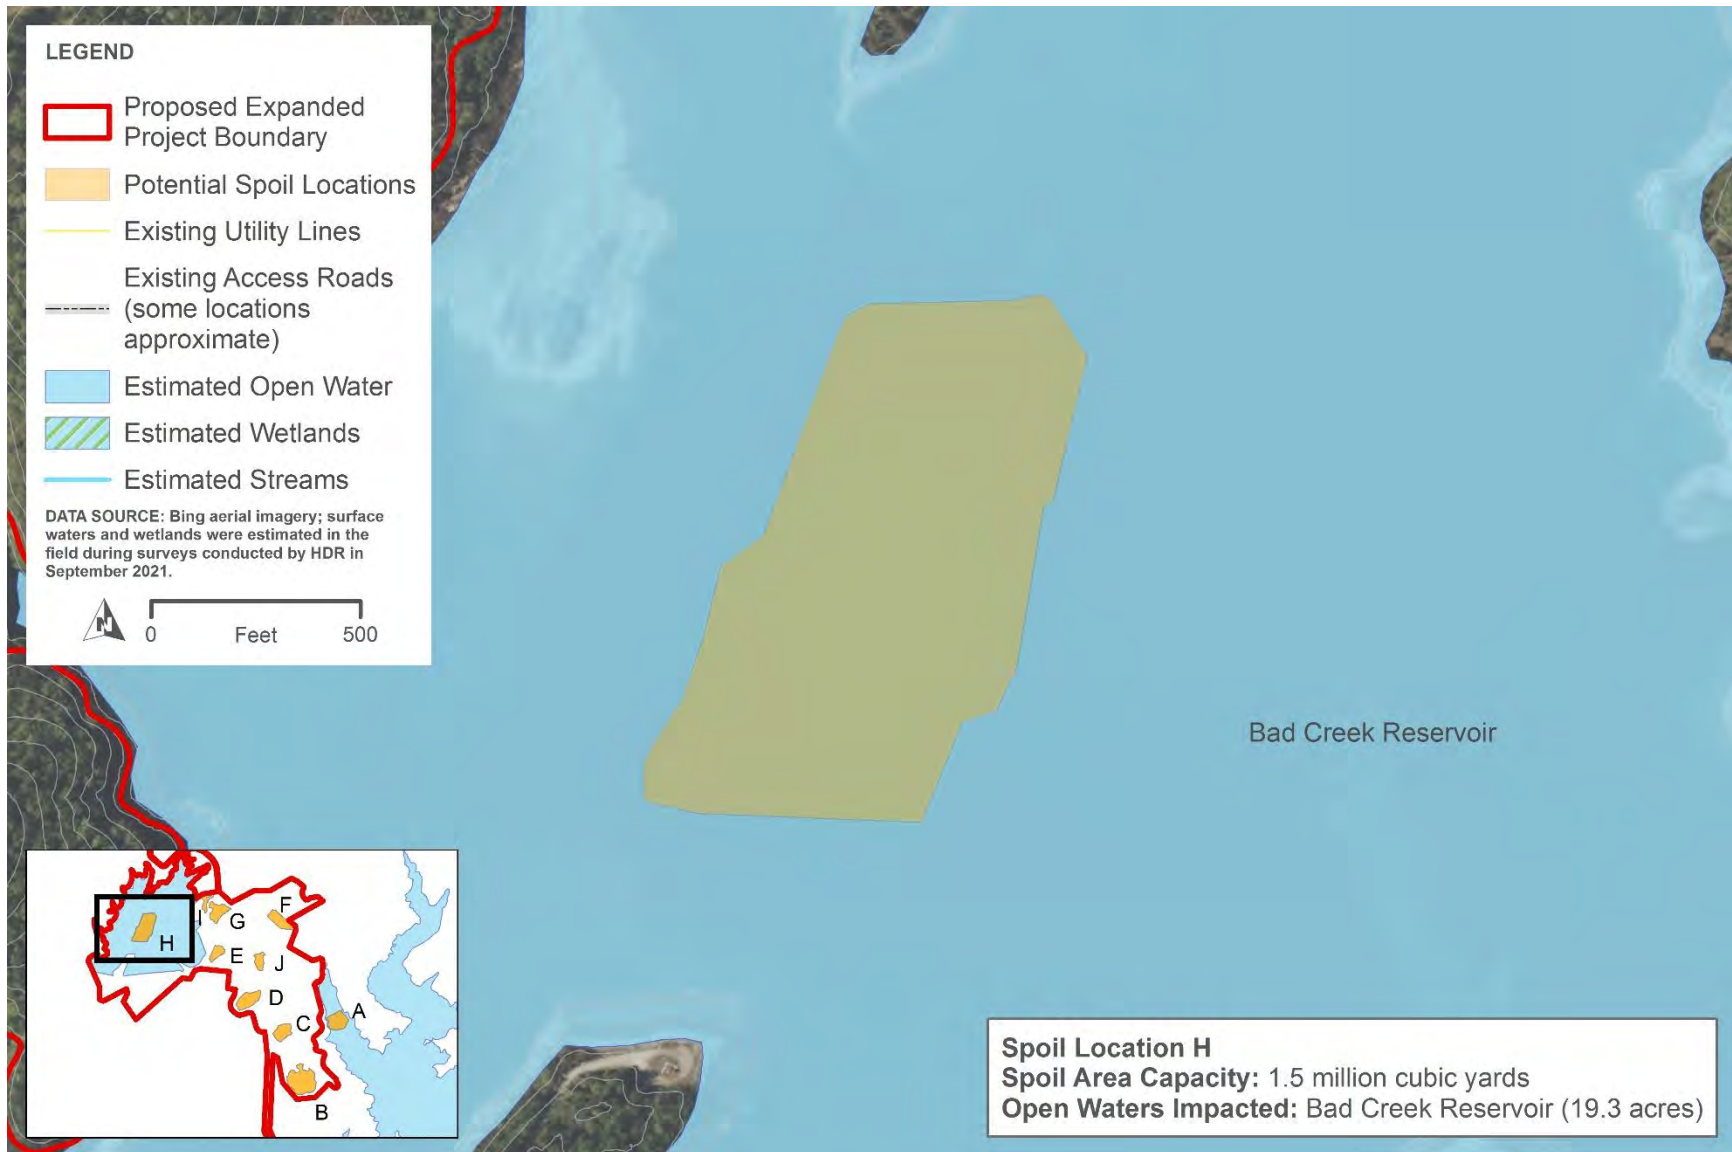 LEGEND
Proposed Expanded
Project Boundary
Potential Spoil Locations
Existing Utility Lines
Existing Access Roads
(some locations
approximate)
Estimated Open Water
Estimated Wetlands
Estimated Streams
DATA SOURCE: Bing aerial imagery; surface
waters and wetlands were estimated in the
field during surveys conducted by HDR in
September 2021.
N
0 Feet 500
Bad Creek Reservoir
F
I
G
H
E
J
D
A
C
B
Spoil Location H
Spoil Area Capacity: 1.5 million cubic yards
Open Waters Impacted: Bad Creek Reservoir (19.3 acres)